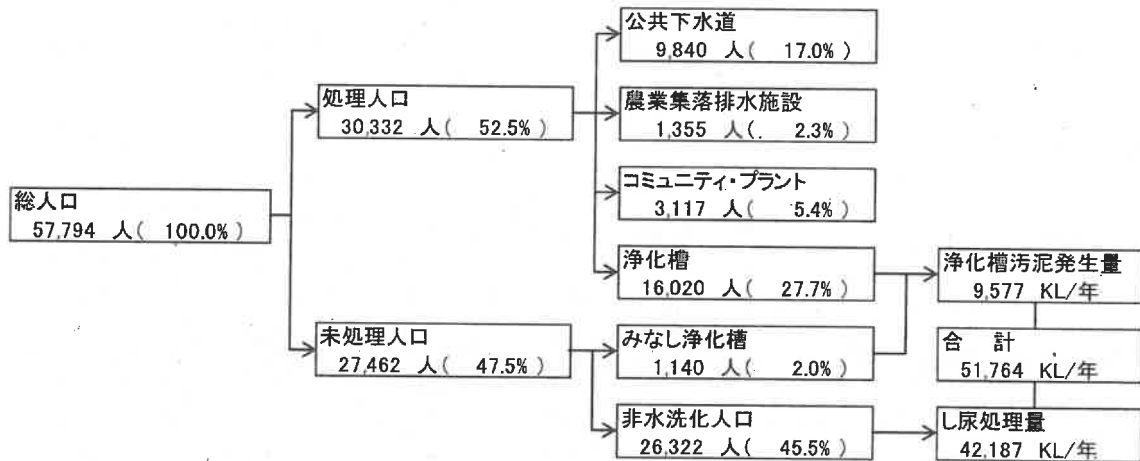 公共下水道
9,840 人( 17.0%)
処理人口
30,332 人( 52.5%)
農業集落排水施設
1,355 人(. 2.3%)
コミュニティ・プラント
3,117 人( 5.4%)
総人口
57,794 人( 100.0%)
浄化槽
16,020 人( 27.7%)
浄化槽汚泥発生量
9,577 KL/年
未処理人口
27,462 人( 47.5%)
みなし浄化槽
1,140 人( 2.0%)
合 計
51,764 KL/年
非水洗化人口
26,322 人( 45.5%)
し尿処理量
42,187 KL/年